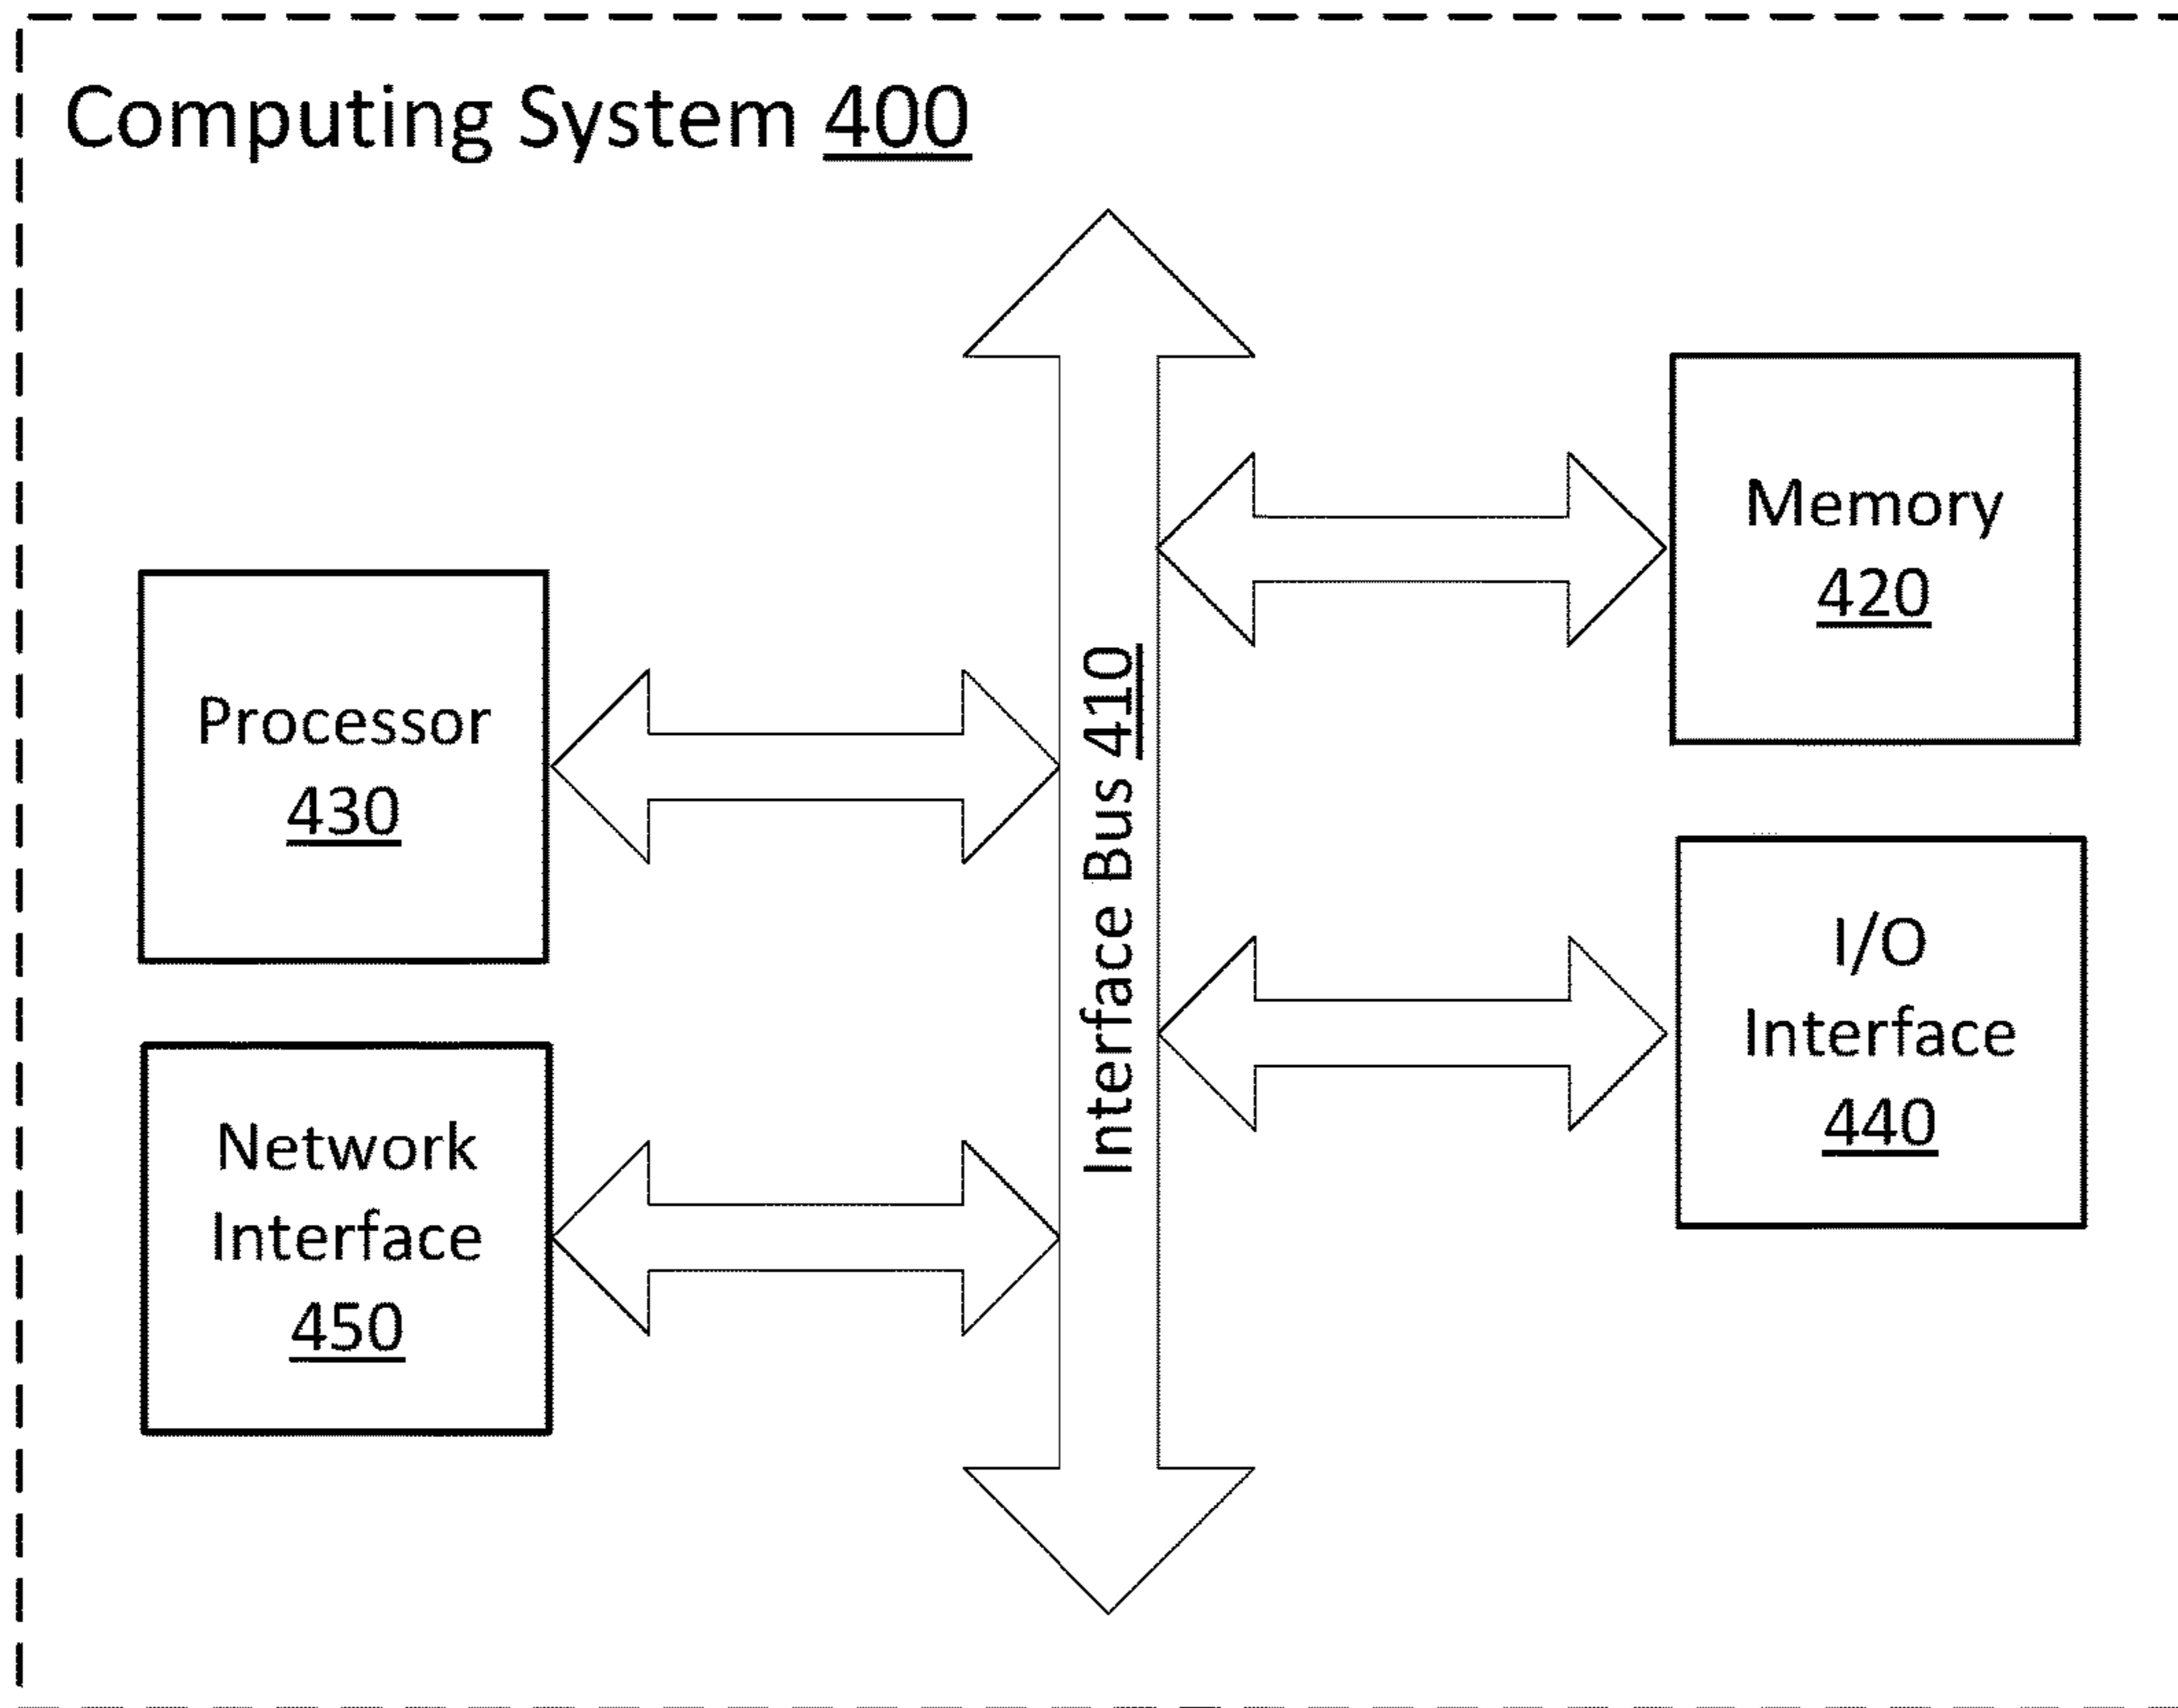 Computing System 400
Memory
420
Processor
430
Interface Bus 410
I/O
Interface
440
Network
Interface
450